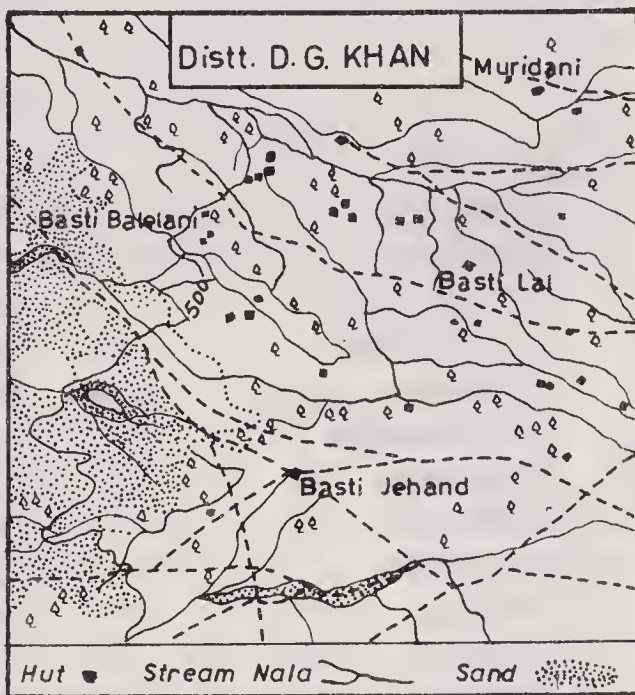 Distt. D. G. KHAN
Muridani
Basti Balelani
Basti Lal
500
Basti Jehand
Hut
Stream Nala
Sand